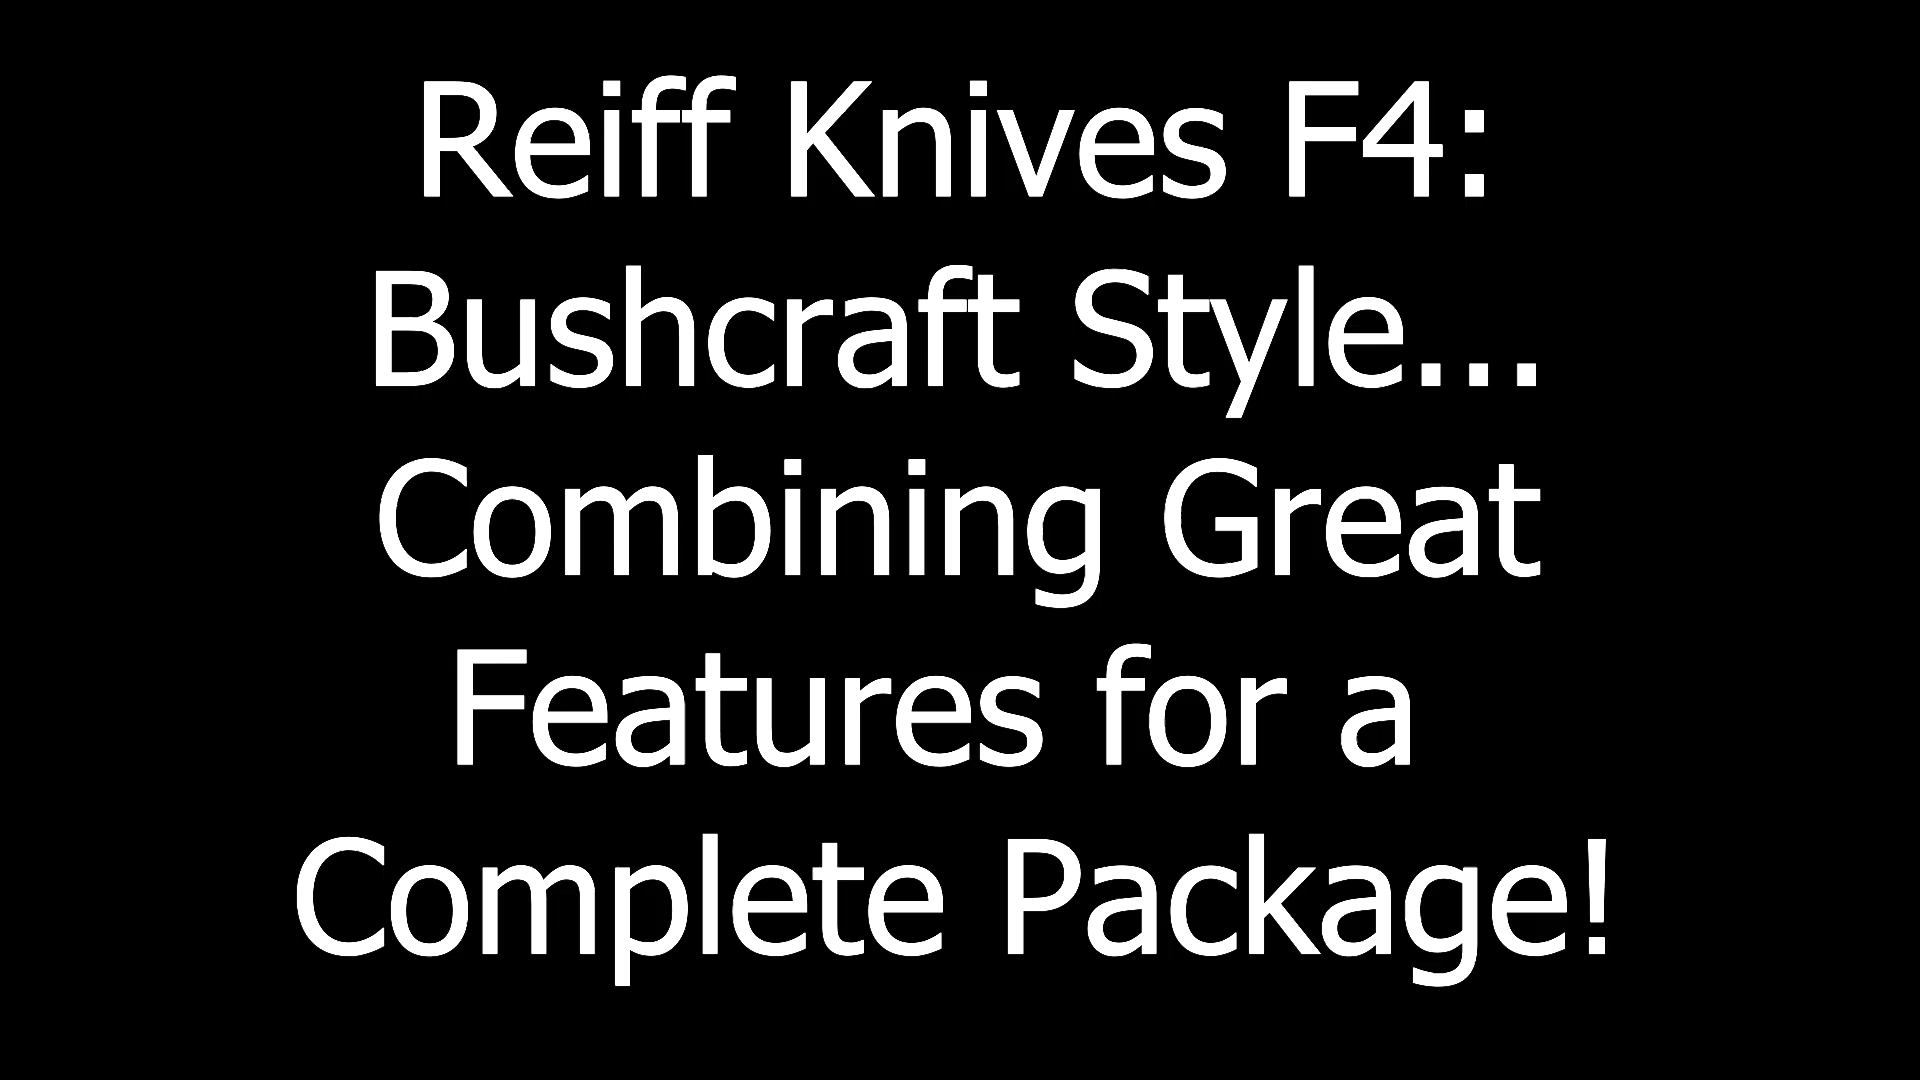 Reiff Knives F4:
Bushcraft Style...
Combining Great
Features for a
Complete Package!